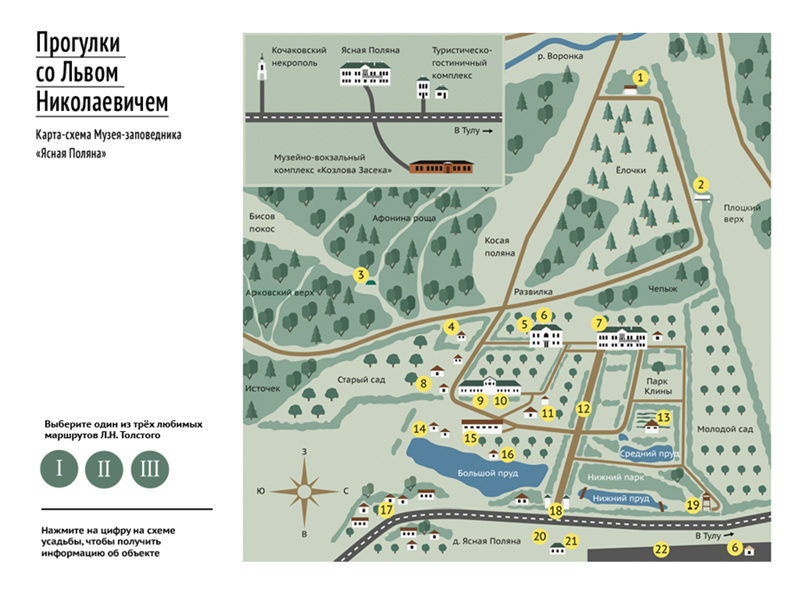 Прогулки
со Львом
Николаевичем
Карта-схема Музея-заповедника
«Ясная Поляна»
Кочаковский
некрополь
Ясная Поляна
Туристическо-
гостиничный
комплекс
В Тулу
Музейно-вокзальный
комплекс «Козлова Засека»
р. Воронка
1
Ёлочки
2
Плоцкий
верх
Бисов
покос
Афонина роща
Косая
поляна
3
Арковский верх
Развилка
Чепыж
4
5
6
7
Источек
Старый сад
8
9
10
11
12
Парк
Клины
13
Молодой сад
14
15
16
Средний пруд
Большой пруд
Нижний парк
Нижний пруд
17
18
19
В Тулу
д. Ясная Поляна
20
21
22
6
З
Ю
С
В
Выберите один из трёх любимых
маршрутов Л.Н. Толстого
I
II
III
Нажмите на цифру на схеме
усадьбы, чтобы получить
информацию об объекте